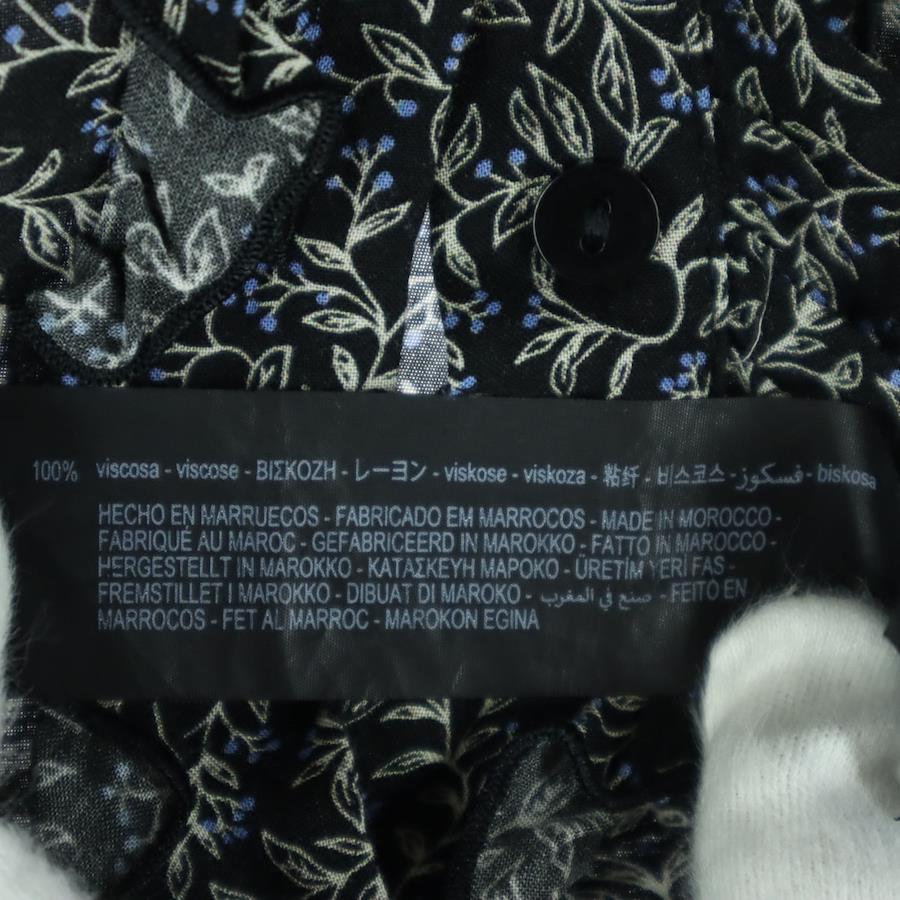 100% viscosa - viscose - ΒΙΣΚΟΖΗ - レーヨン - viskose - viskoza - 粘纤 - 비스코스 - فسكوز - biskosa
HECHO EN MARRUECOS - FABRICADO EM MARROCOS - MADE IN MOROCCO -
FABRIQUÉ AU MAROC - GEFABRICEERD IN MAROKKO - FATTO IN MAROCCO -
HERGESTELLT IN MAROKKO - ΚΑΤΑΣΚΕΥΗ ΜΑΡΟΚΟ - ÜRETİM YERİ FAS -
FREMSTILLET I MAROKKO - DIBUAT DI MAROKO - صنع في المغرب - FEITO EN
MARROCOS - FET AL MARROC - MAROKON EGINA